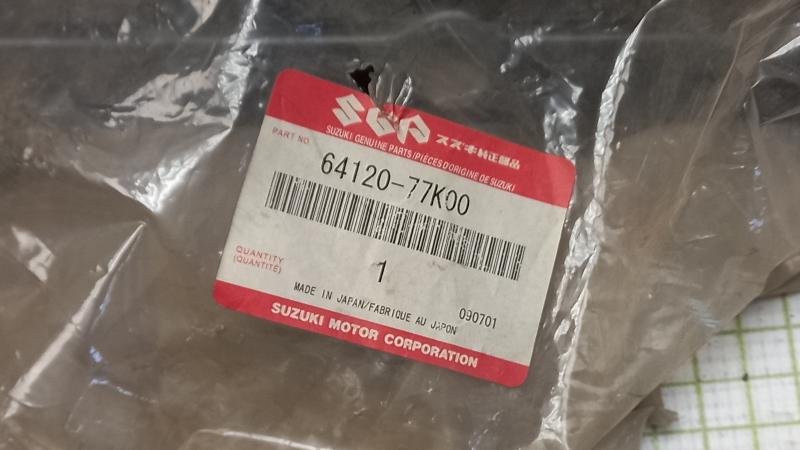 SGP スズキ純正部品
SUZUKI GENUINE PARTS/PIÈCES D'ORIGINE DE SUZUKI
PART NO
64120-77K00
QUANTITY
(QUANTITÉ)
1
MADE IN JAPAN/FABRIQUE AU JAPON
090701
SUZUKI MOTOR CORPORATION